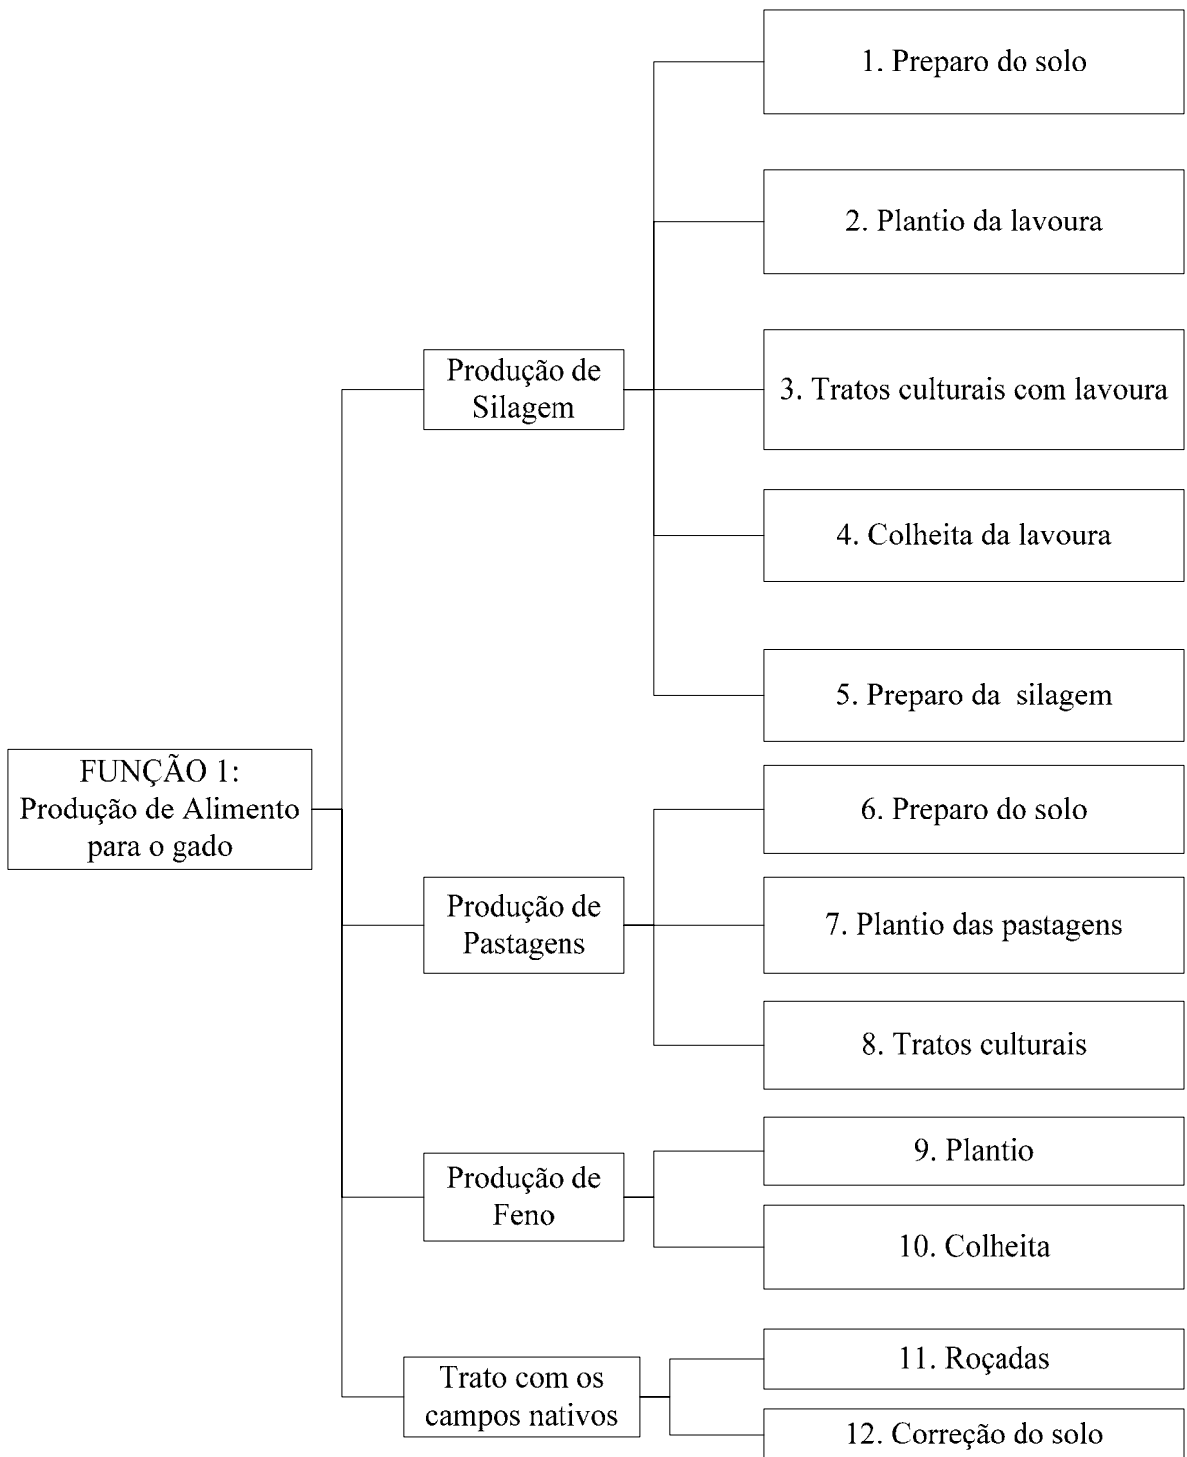 1. Preparo do solo
2. Plantio da lavoura
Produção de
Silagem
3. Tratos culturais com lavoura
4. Colheita da lavoura
5. Preparo da  silagem
FUNÇÃO 1:
Produção de Alimento
para o gado
6. Preparo do solo
Produção de
Pastagens
7. Plantio das pastagens
8. Tratos culturais
Produção de
Feno
9. Plantio
10. Colheita
Trato com os
campos nativos
11. Roçadas
12. Correção do solo